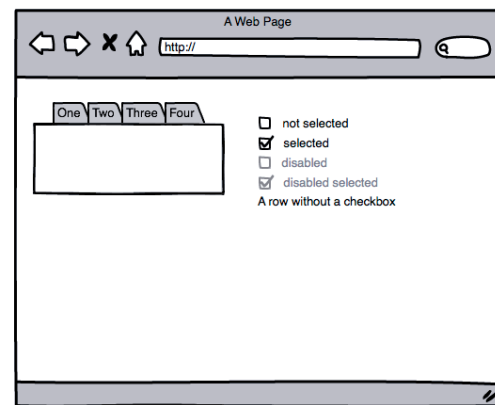 A Web Page
http://
One Two Three Four
not selected
selected
disabled
disabled selected
A row without a checkbox